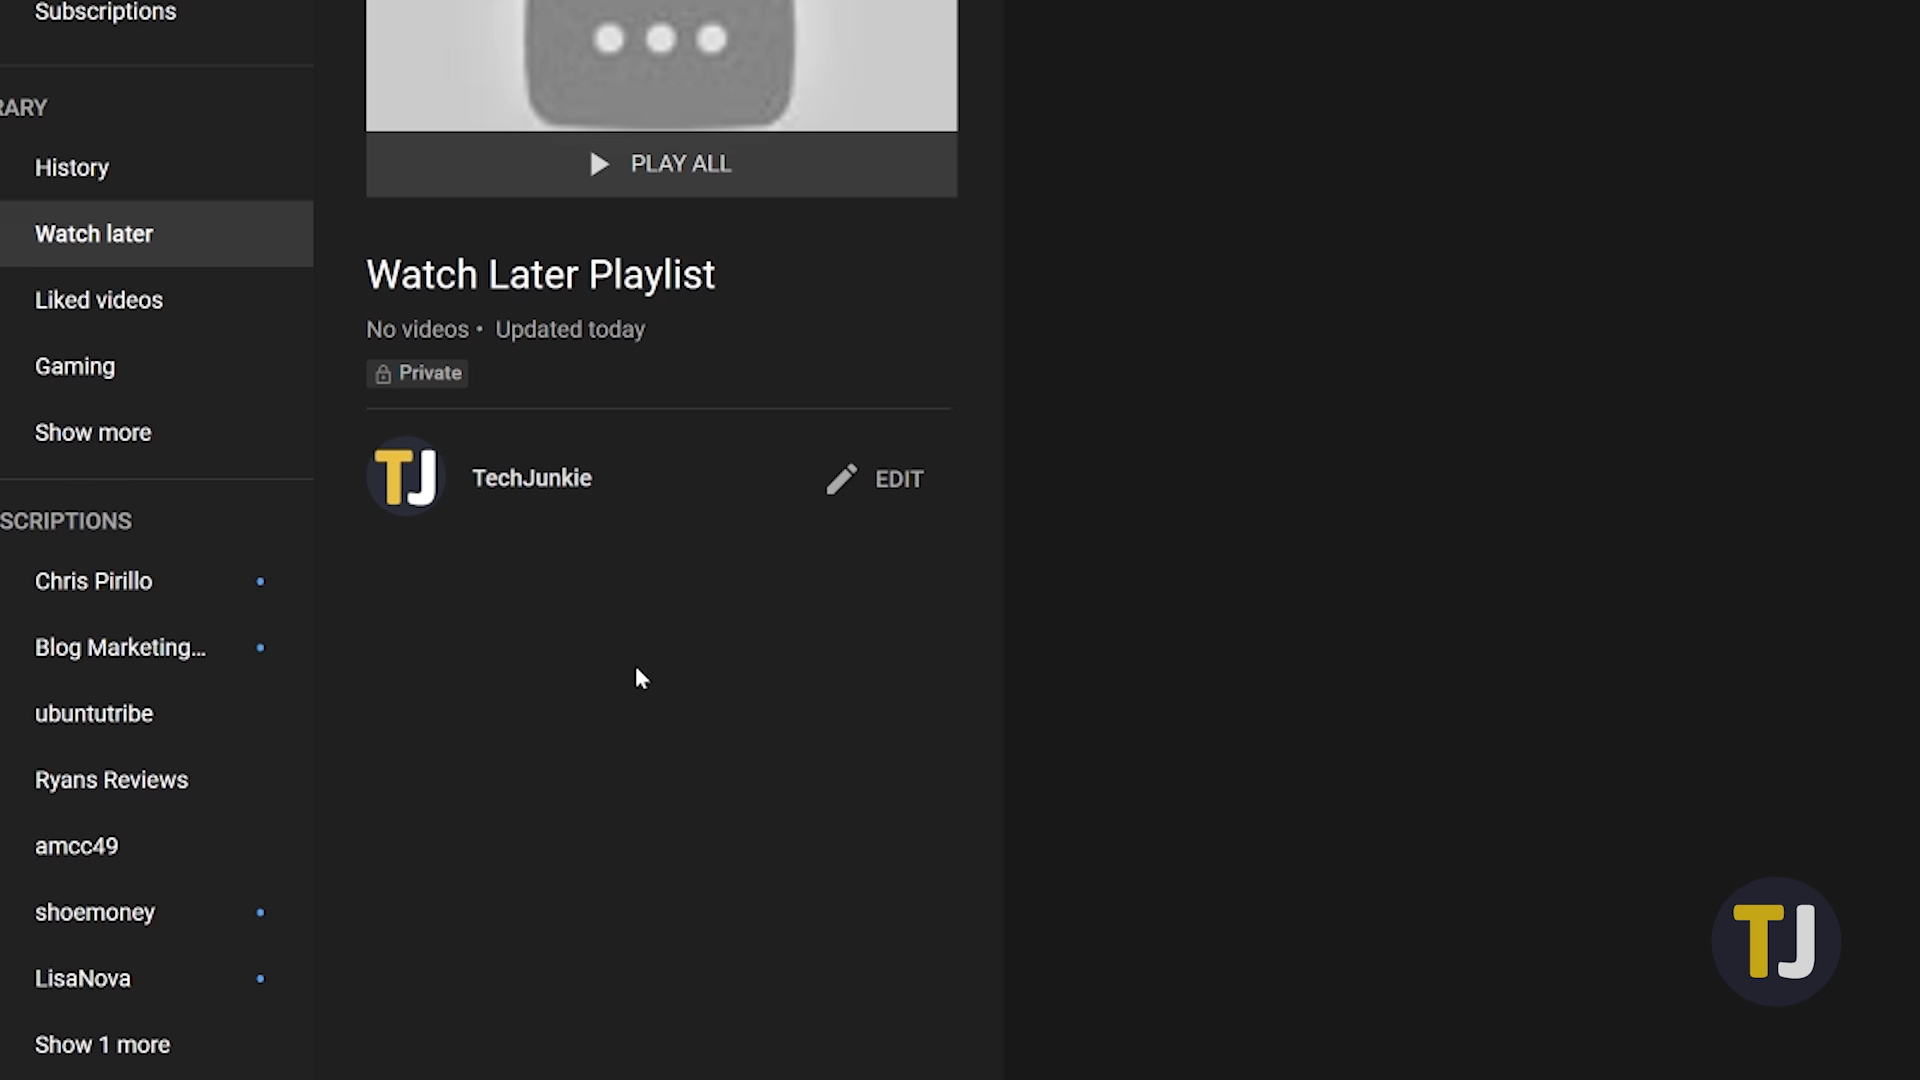 Subscriptions
RARY
History
Watch later
Liked videos
Gaming
Show more
SCRIPTIONS
Chris Pirillo
Blog Marketing...
ubuntutribe
Ryans Reviews
amcc49
shoemoney
LisaNova
Show 1 more
PLAY ALL
Watch Later Playlist
No videos • Updated today
Private
TJ TechJunkie EDIT
TJ